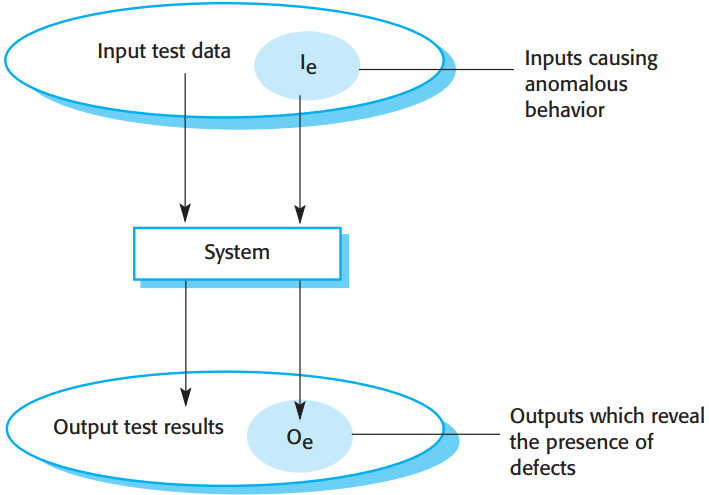 Input test data
Ie
Inputs causing
anomalous
behavior
System
Output test results
Oe
Outputs which reveal
the presence of
defects